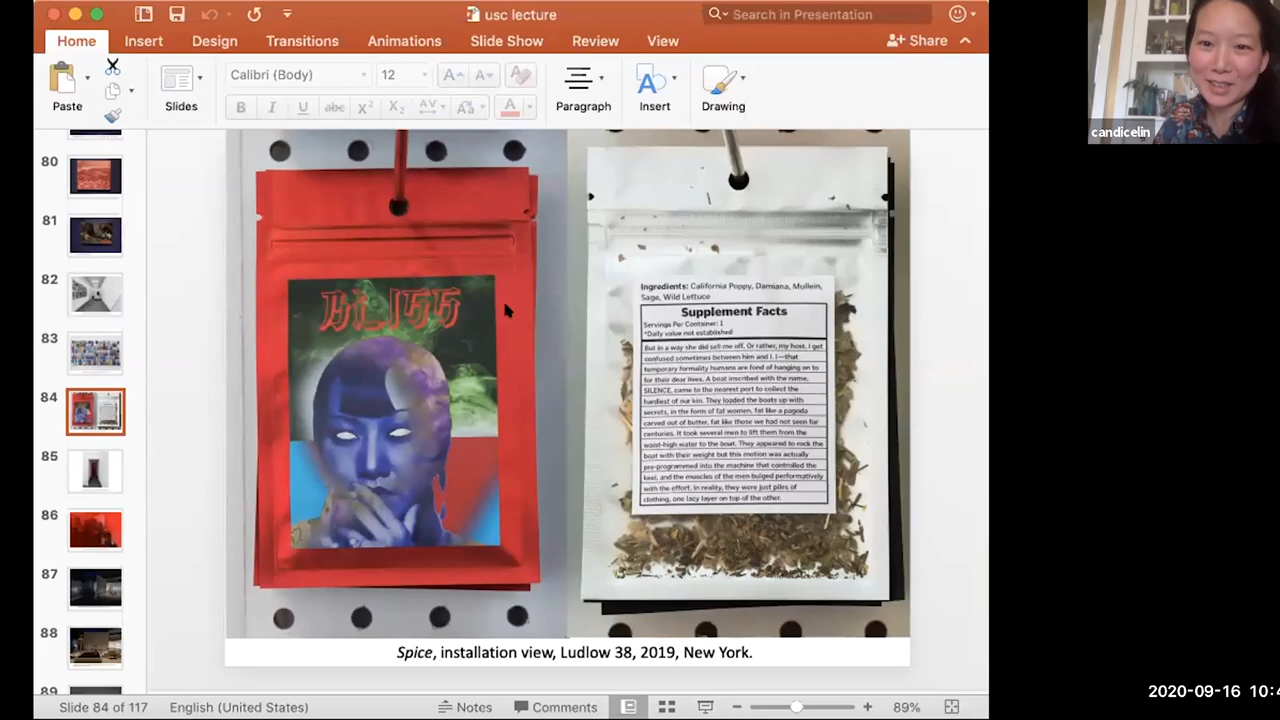 usc lecture
Search in Presentation
Home
Insert
Design
Transitions
Animations
Slide Show
Review
View
Share
Paste
Slides
Calibri (Body)
12
B
I
U
abc
X²
X₂
AV
Aa
A
Paragraph
Insert
Drawing
candicelin
80
81
82
83
84
85
86
87
88
89
Ingredients: California Poppy, Damiana, Mullein,
Sage, Wild Lettuce
Supplement Facts
Servings Per Container: 1
*Daily value not established
But in a way she did sell me off. Or rather, my host. I get
confused sometimes between him and I. I—that
temporary formality humans are fond of hanging on to
for their dear lives. A boat inscribed with the name,
SILENCE, came to the nearest port to collect the
hardiest of our kin. They loaded the boats up with
secrets, in the form of fat women, fat like a pagoda
carved out of butter, fat like those we had not seen for
centuries. It took several men to lift them from the
waist-high water to the boat. They appeared to rock the
boat with their weight but this motion was actually
pre-programmed into the machine that controlled the
keel, and the muscles of the men bulged performatively
with the effort. In reality, they were just piles of
clothing, one lacy layer on top of the other.
Spice, installation view, Ludlow 38, 2019, New York.
Slide 84 of 117
English (United States)
Notes
Comments
89%
2020-09-16 10:4